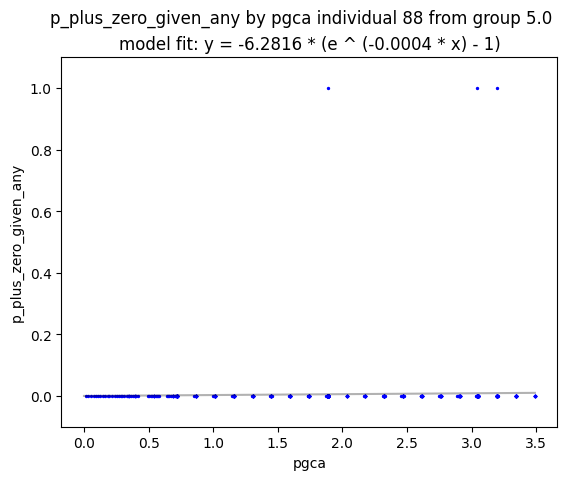 p_plus_zero_given_any by pgca individual 88 from group 5.0
model fit: y = -6.2816 * (e ^ (-0.0004 * x) - 1)
1.0
0.8
0.6
0.4
0.2
0.0
p_plus_zero_given_any
0.0 0.5 1.0 1.5 2.0 2.5 3.0 3.5
pgca